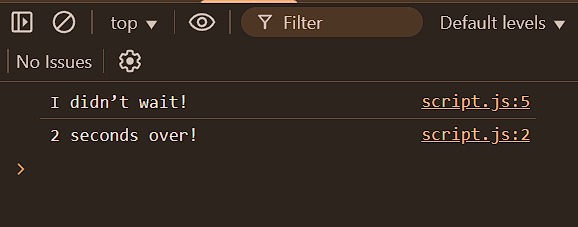 top ▼ Filter Default levels ▼
No Issues
I didn’t wait! script.js:5
2 seconds over! script.js:2
>